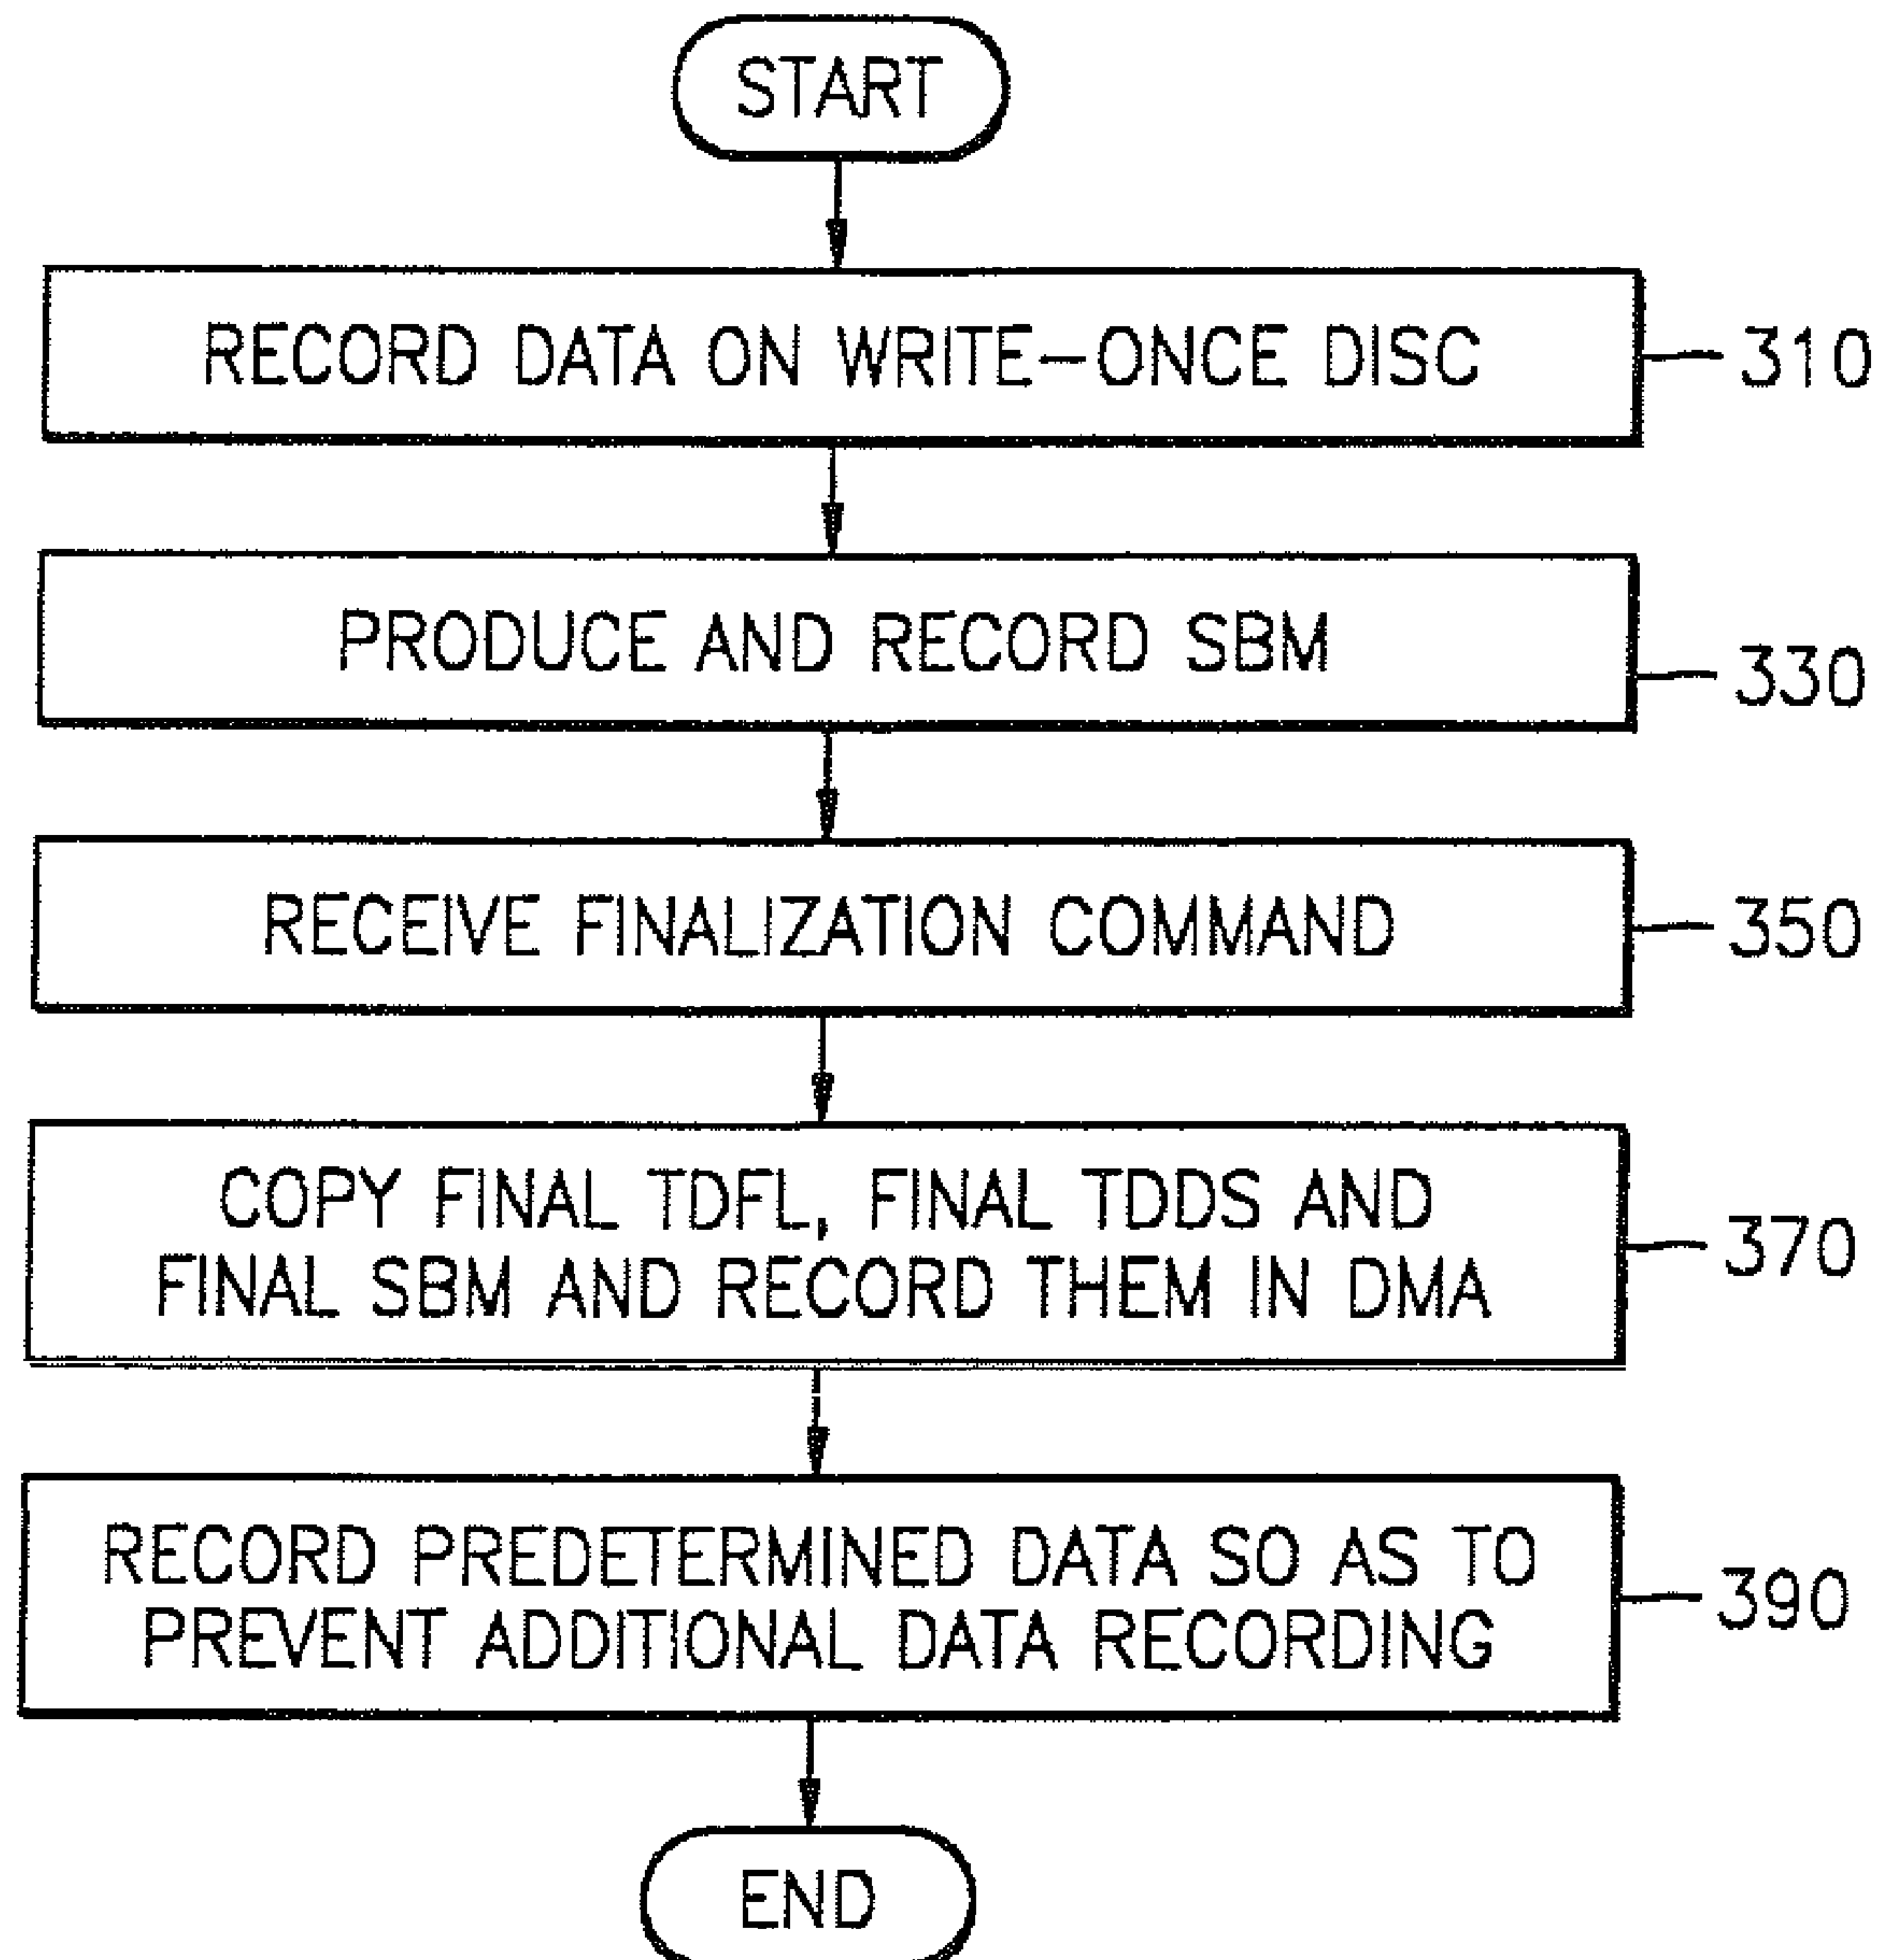 START
RECORD DATA ON WRITE-ONCE DISC
310
PRODUCE AND RECORD SBM
330
RECEIVE FINALIZATION COMMAND
350
COPY FINAL TDFL, FINAL TDDS AND
FINAL SBM AND RECORD THEM IN DMA
370
RECORD PREDETERMINED DATA SO AS TO
PREVENT ADDITIONAL DATA RECORDING
390
END